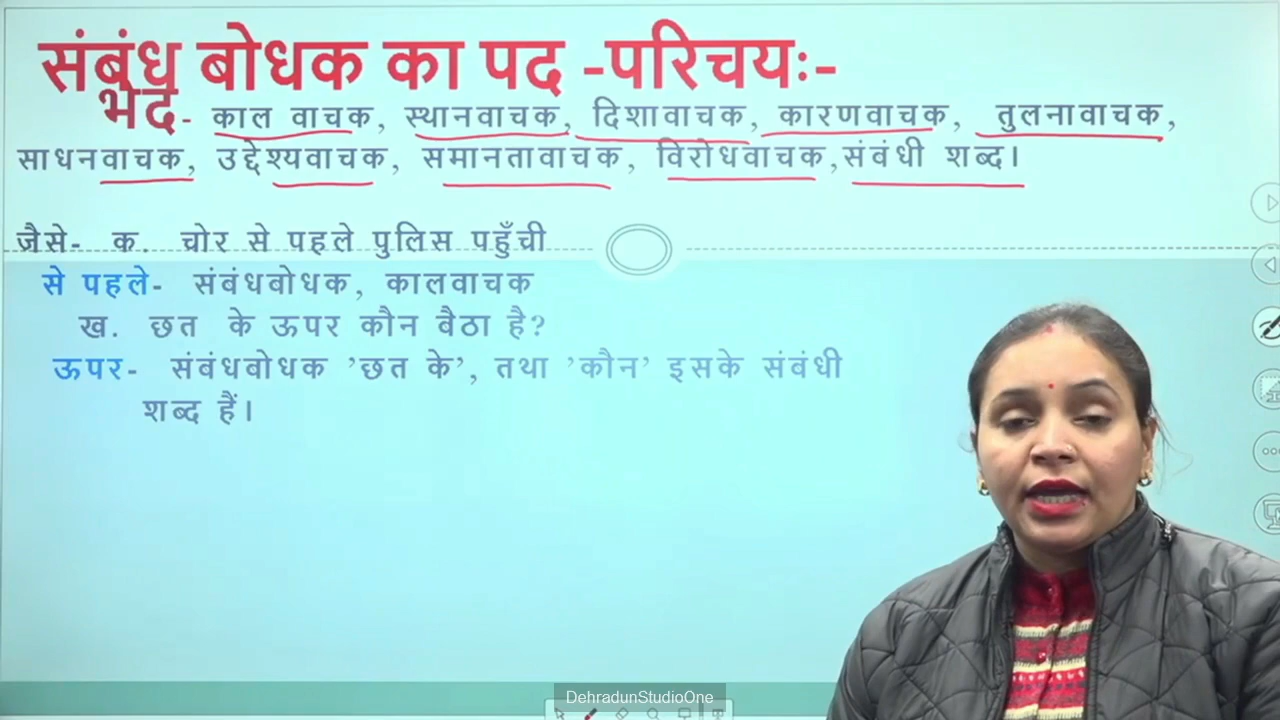 संबंध बोधक का पद -परिचयः-
भेद- काल वाचक, स्थानवाचक, दिशावाचक, कारणवाचक, तुलनावाचक,
साधनवाचक, उद्देश्यवाचक, समानतावाचक, विरोधवाचक,संबंधी शब्द।
जैसे- क. चोर से पहले पुलिस पहुँची
से पहले- संबंधबोधक, कालवाचक
ख. छत के ऊपर कौन बैठा है?
ऊपर- संबंधबोधक ’छत के’, तथा ’कौन’ इसके संबंधी
शब्द हैं।
DehradunStudioOne